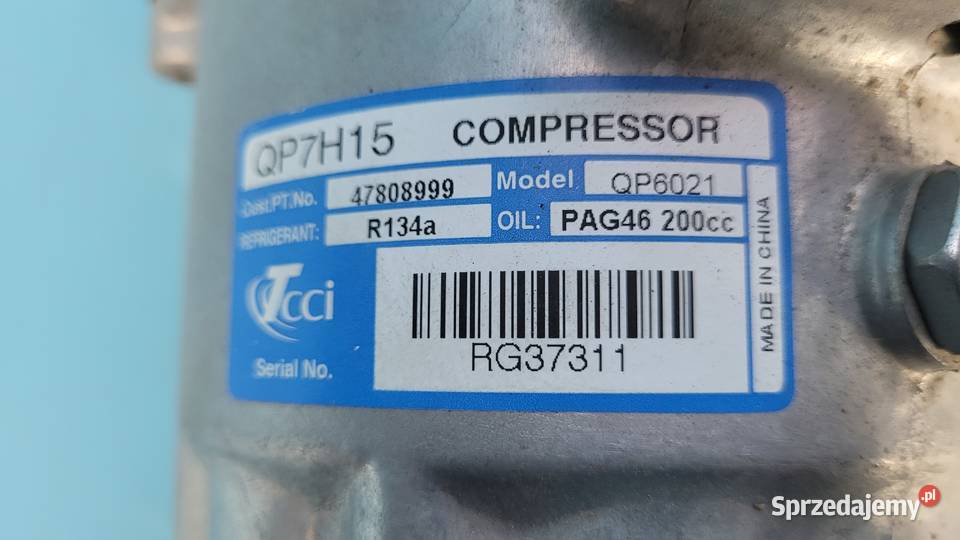 QP7H15 COMPRESSOR
Cust.PT.No. 47808999 Model QP6021
REFRIGERANT: R134a OIL: PAG46 200cc
Tcci
Serial No. RG37311
MADE IN CHINA
Sprzedajemy.pl